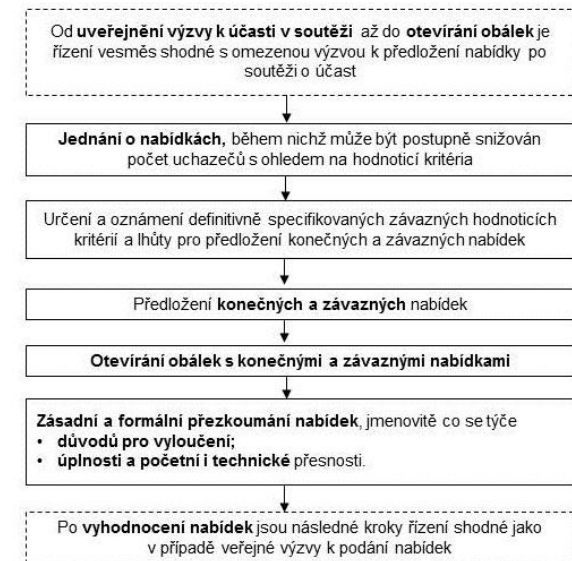 Od uveřejnění výzvy k účasti v soutěži až do otevírání obálek je
řízení vesměs shodné s omezenou výzvou k předložení nabídky po
soutěži o účast
Jednání o nabídkách, během nichž může být postupně snižován
počet uchazečů s ohledem na hodnoticí kritéria
Určení a oznámení definitivně specifikovaných závazných hodnoticích
kritérií a lhůty pro předložení konečných a závazných nabídek
Předložení konečných a závazných nabídek
Otevírání obálek s konečnými a závaznými nabídkami
Zásadní a formální přezkoumání nabídek, jmenovitě co se týče
• důvodů pro vyloučení;
• úplnosti a početní i technické přesnosti.
Po vyhodnocení nabídek jsou následné kroky řízení shodné jako
v případě veřejné výzvy k podání nabídek